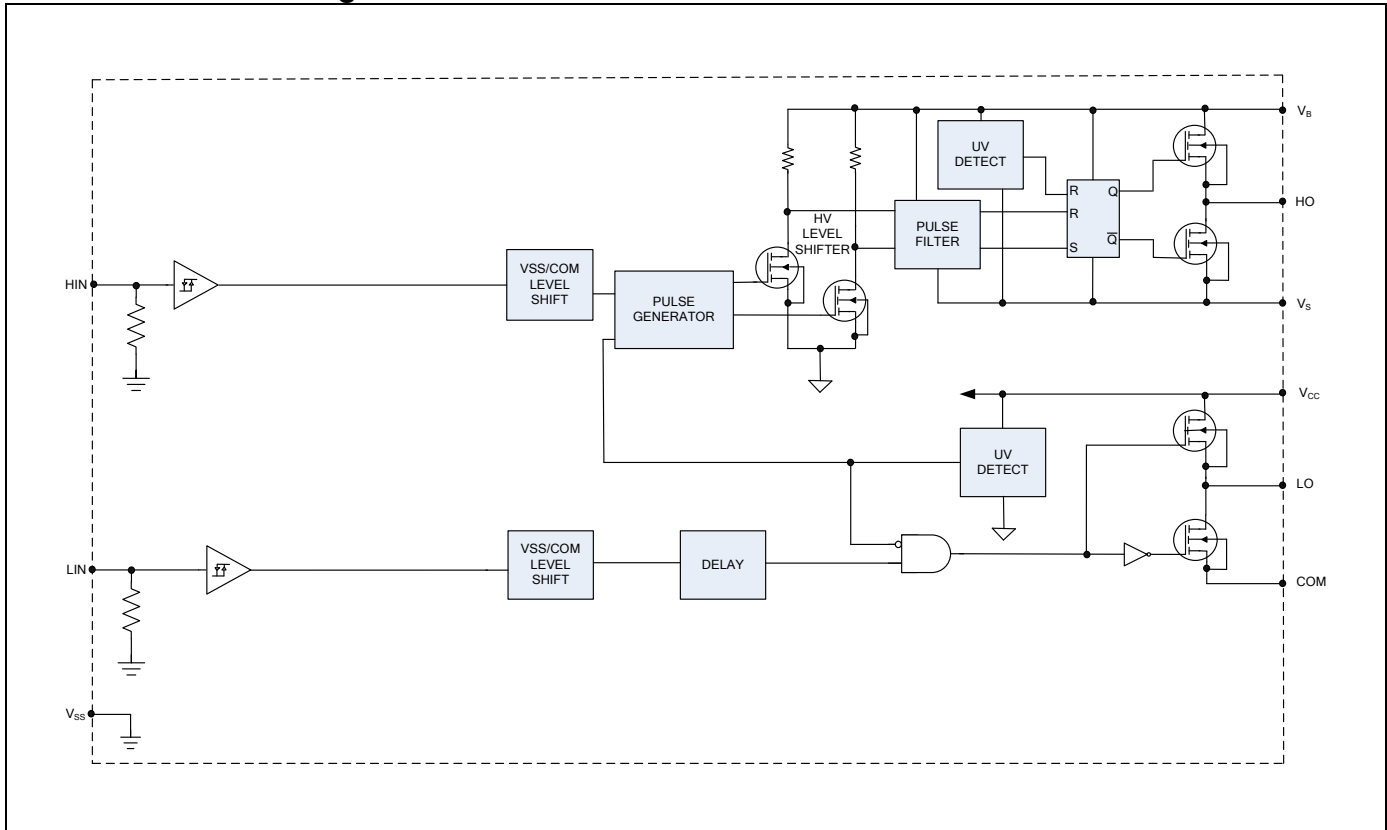 V_B
UV
DETECT
R
Q
R
HO
HV
LEVEL
SHIFTER
PULSE
FILTER
S
Q̅
VSS/COM
LEVEL
SHIFT
HIN
PULSE
GENERATOR
V_S
V_CC
UV
DETECT
LO
VSS/COM
LEVEL
SHIFT
DELAY
LIN
COM
V_SS